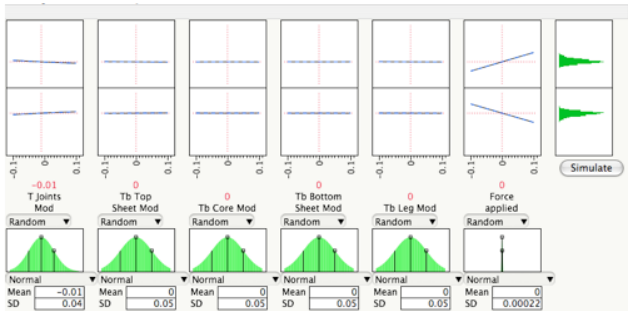 -0.1 0 0.1 -0.1 0 0.1 -0.1 0 0.1 -0.1 0 0.1 -0.1 0 0.1 -0.1 0 0.1
Simulate
-0.01 0 0 0 0 0
T Joints Tb Top Tb Core Mod Tb Bottom Tb Leg Mod Force
Mod Sheet Mod Sheet Mod applied
Random Random Random Random Random Random
Normal Normal Normal Normal Normal Normal
Mean -0.01 Mean 0 Mean 0 Mean 0 Mean 0 Mean 0
SD 0.04 SD 0.05 SD 0.05 SD 0.05 SD 0.05 SD 0.00022